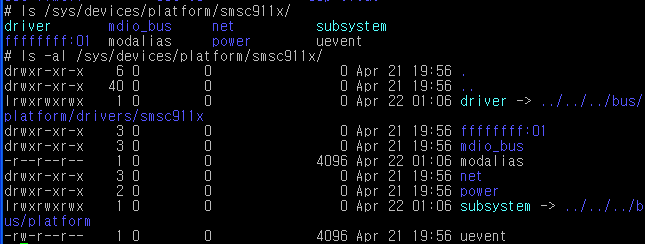 # ls /sys/devices/platform/smsc911x/
driver mdio_bus net subsystem
ffffffff:01 modalias power uevent
# ls -al /sys/devices/platform/smsc911x/
drwxr-xr-x 6 0 0 0 Apr 21 19:56 .
drwxr-xr-x 40 0 0 0 Apr 21 19:56 ..
lrwxrwxrwx 1 0 0 0 Apr 22 01:06 driver -> ../../../bus/
platform/drivers/smsc911x
drwxr-xr-x 3 0 0 0 Apr 21 19:56 ffffffff:01
drwxr-xr-x 3 0 0 0 Apr 21 19:56 mdio_bus
-r--r--r-- 1 0 0 4096 Apr 22 01:06 modalias
drwxr-xr-x 3 0 0 0 Apr 21 19:56 net
drwxr-xr-x 2 0 0 0 Apr 21 19:56 power
lrwxrwxrwx 1 0 0 0 Apr 22 01:06 subsystem -> ../../../b
us/platform
-rw-r--r-- 1 0 0 4096 Apr 21 19:56 uevent